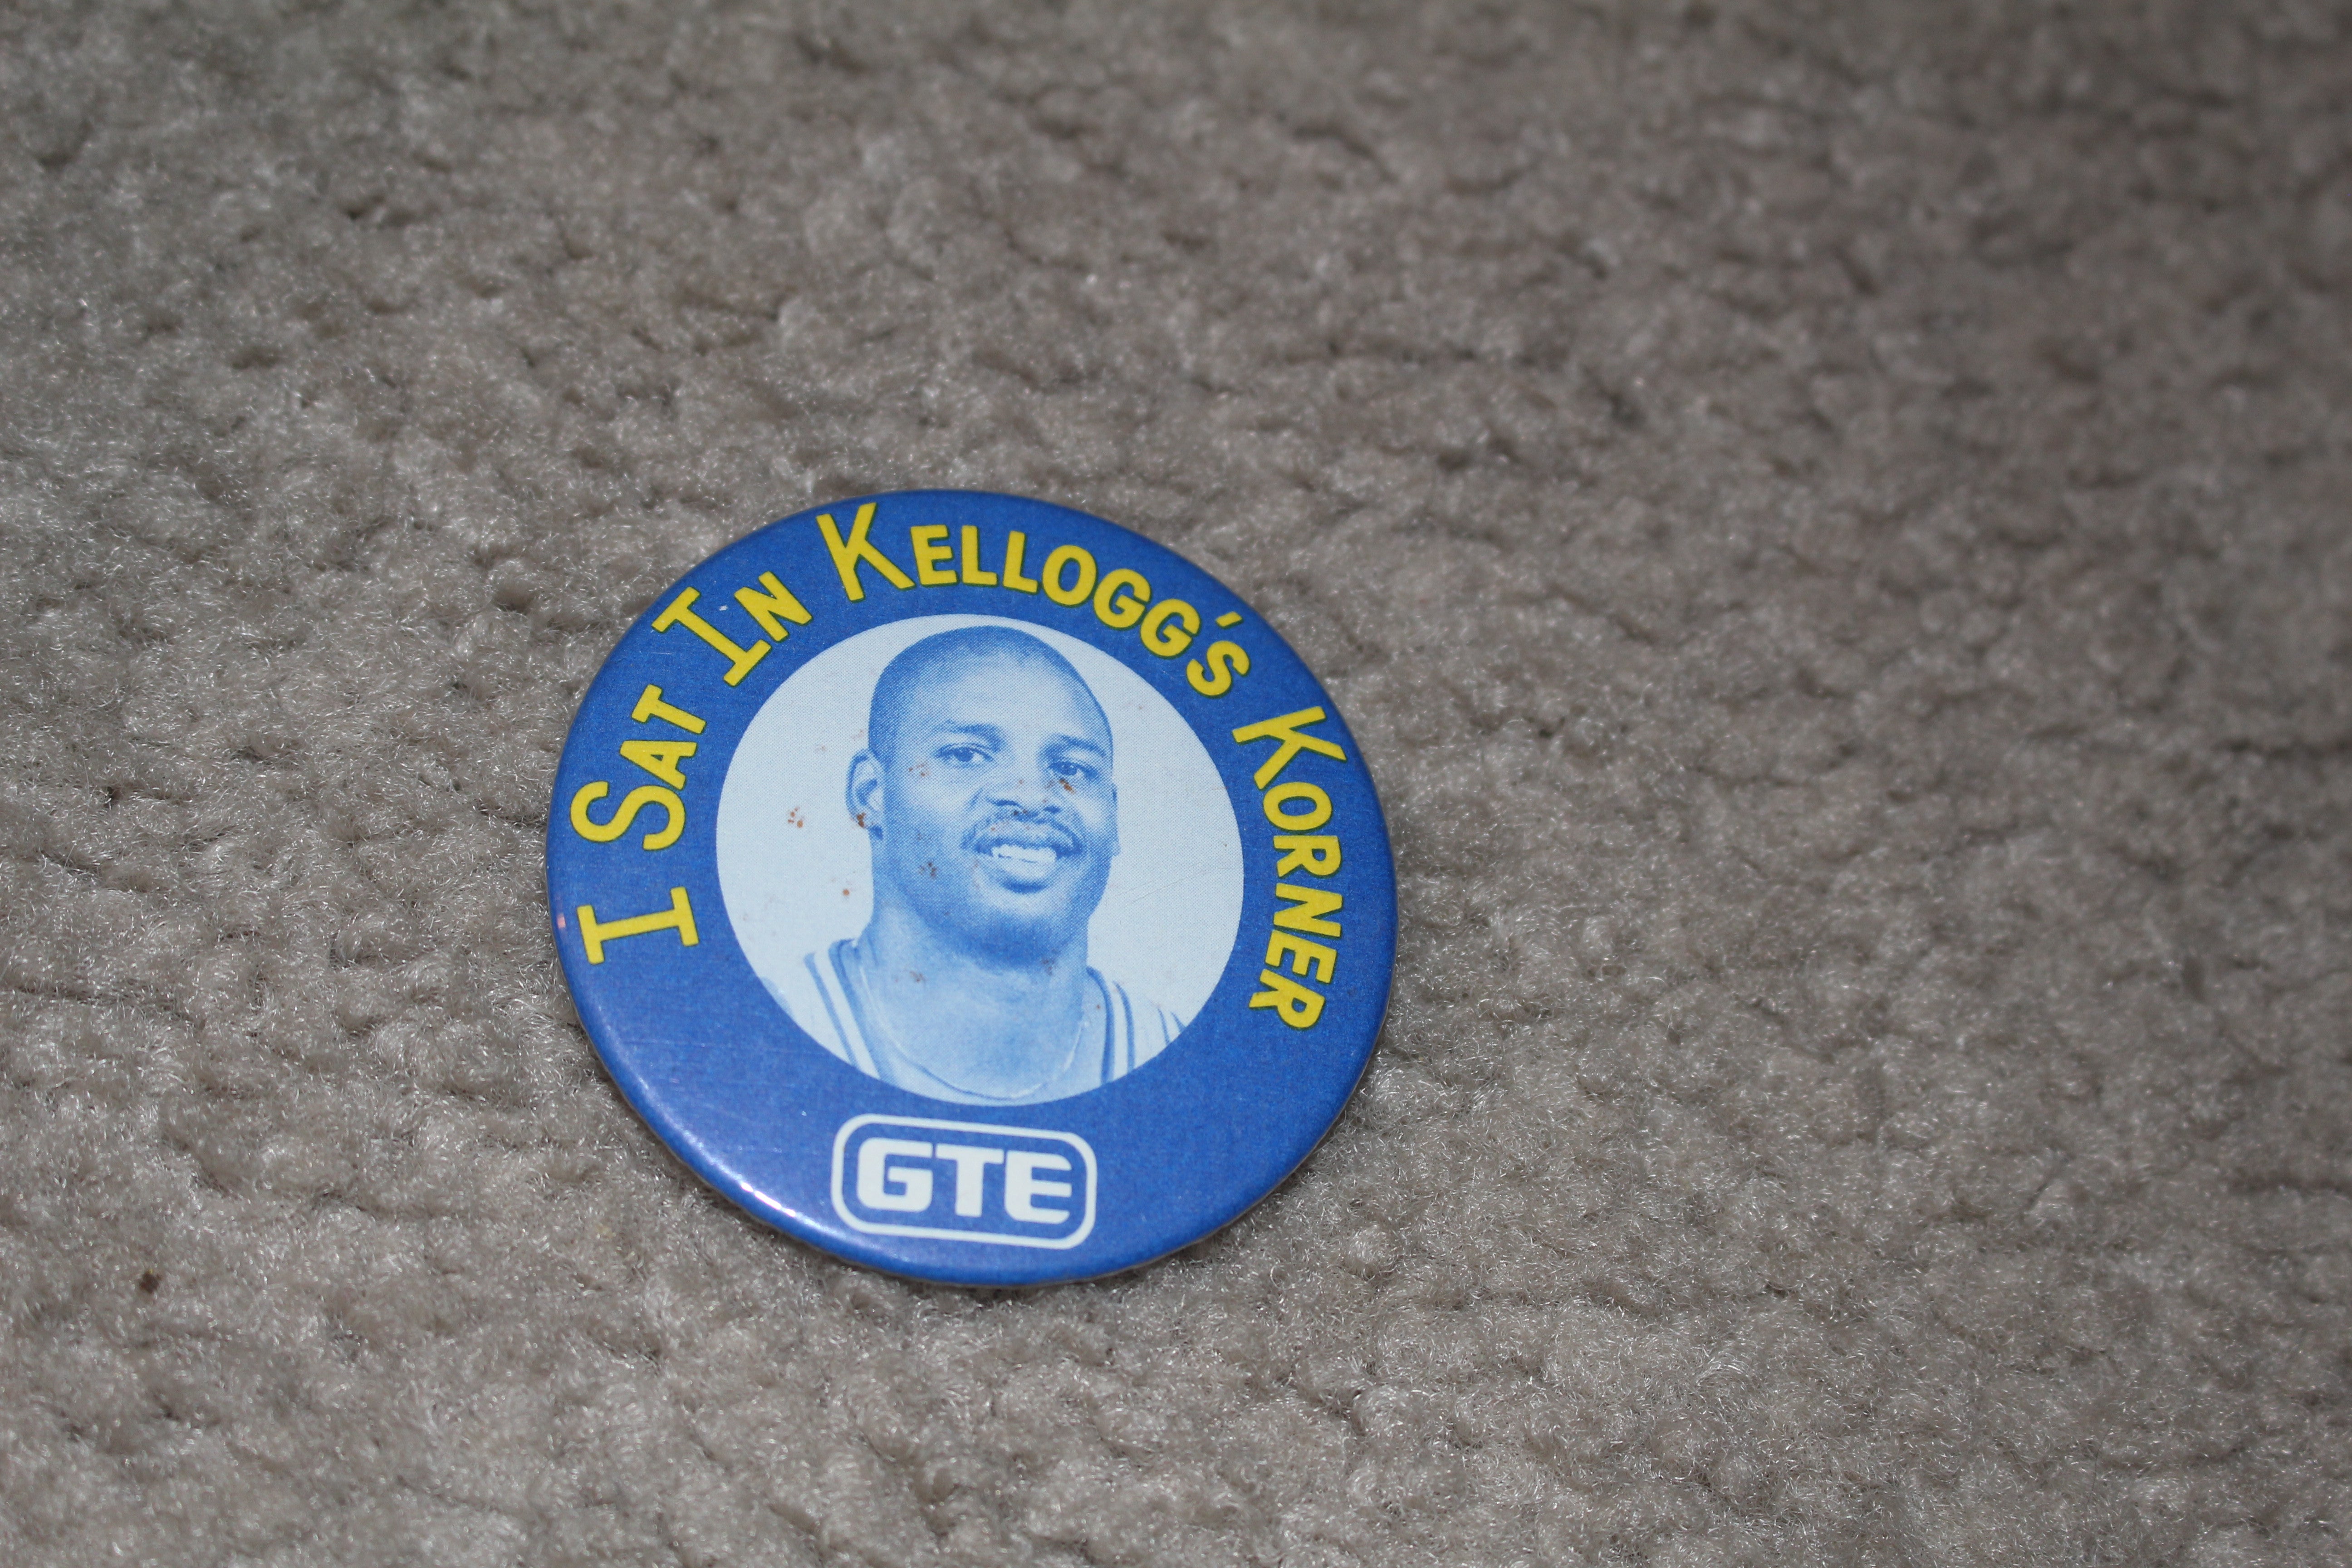 I Sat In Kellogg's Korner
GTE